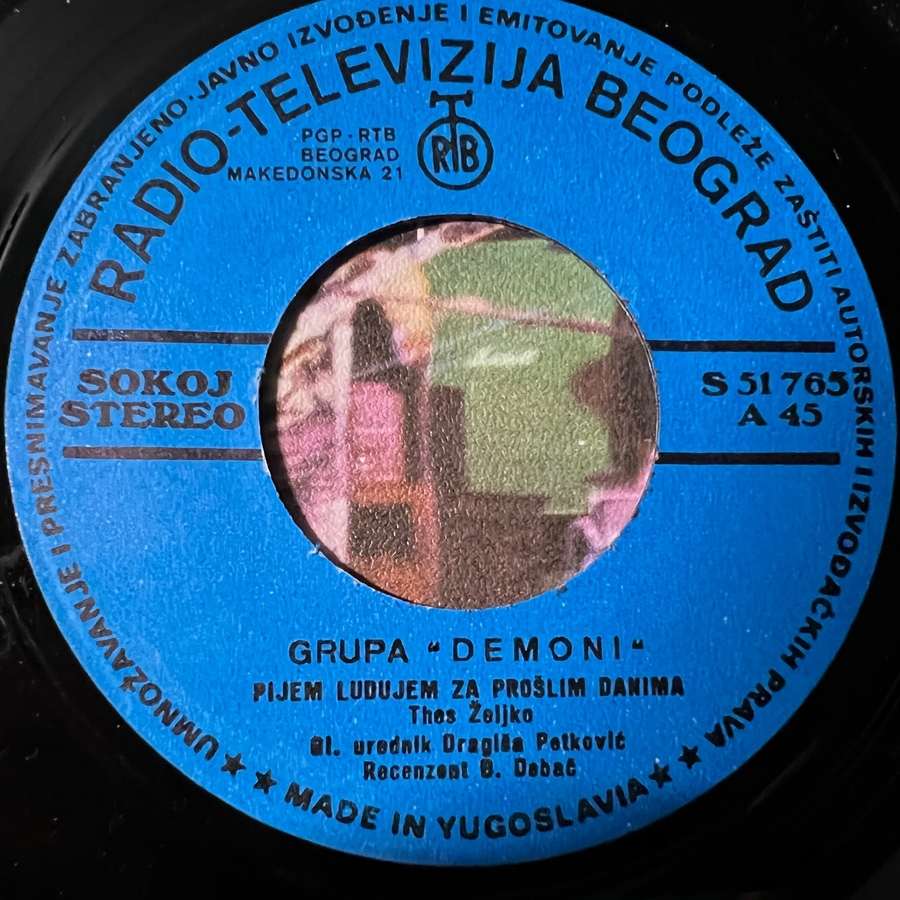 UMNOŽAVANJE I PRESNIMAVANJE ZABRANJENO·JAVNO IZVOĐENJE I EMITOVANJE PODLEŽE ZAŠTITI AUTORSKIH I IZVOĐAČKIH PRAVA
RADIO-TELEVIZIJA BEOGRAD
PGP·RTB
BEOGRAD
MAKEDONSKA 21
RTB
SOKOJ
STEREO
S 51 765
A 45
GRUPA "DEMONI"
PIJEM LUDUJEM ZA PROŠLIM DANIMA
Thes Željko
Gl. urednik Dragiša Petković
Recenzent B. Debač
★★ MADE IN YUGOSLAVIA ★★